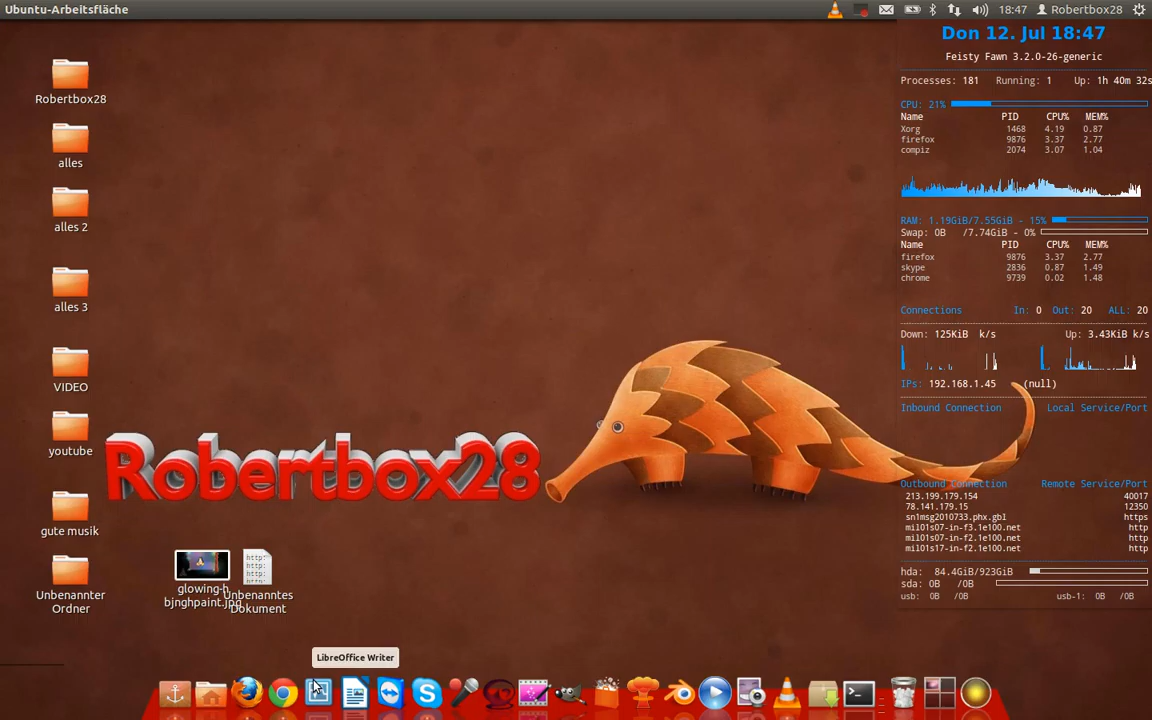 Ubuntu-Arbeitsfläche
18:47 Robertbox28
Robertbox28
alles
alles 2
alles 3
VIDEO
youtube
gute musik
Unbenannter
Ordner
Robertbox28
glowing-h
bjnghpaint.jpg
Unbenanntes
Dokument
http:
http:
http:
http:
LibreOffice Writer
Don 12. Jul 18:47
Feisty Fawn 3.2.0-26-generic
Processes: 181 Running: 1 Up: 1h 40m 32s
CPU: 21%
Name PID CPU% MEM%
Xorg 1468 4.19 0.87
firefox 9876 3.37 2.77
compiz 2074 3.07 1.04
RAM: 1.19GiB/7.55GiB - 15%
Swap: 0B /7.74GiB - 0%
Name PID CPU% MEM%
firefox 9876 3.37 2.77
skype 2836 0.87 1.49
chrome 9739 0.02 1.48
Connections In: 0 Out: 20 ALL: 20
Down: 125KiB k/s Up: 3.43KiB k/s
IPs: 192.168.1.45 (null)
Inbound Connection Local Service/Port
Outbound Connection Remote Service/Port
213.199.179.154 40017
78.141.179.15 12350
sn1msg2010733.phx.gbl https
mil01s07-in-f3.1e100.net http
mil01s07-in-f2.1e100.net http
mil01s17-in-f2.1e100.net http
hda: 84.4GiB/923GiB
sda: 0B /0B
usb: 0B /0B usb-1: 0B /0B